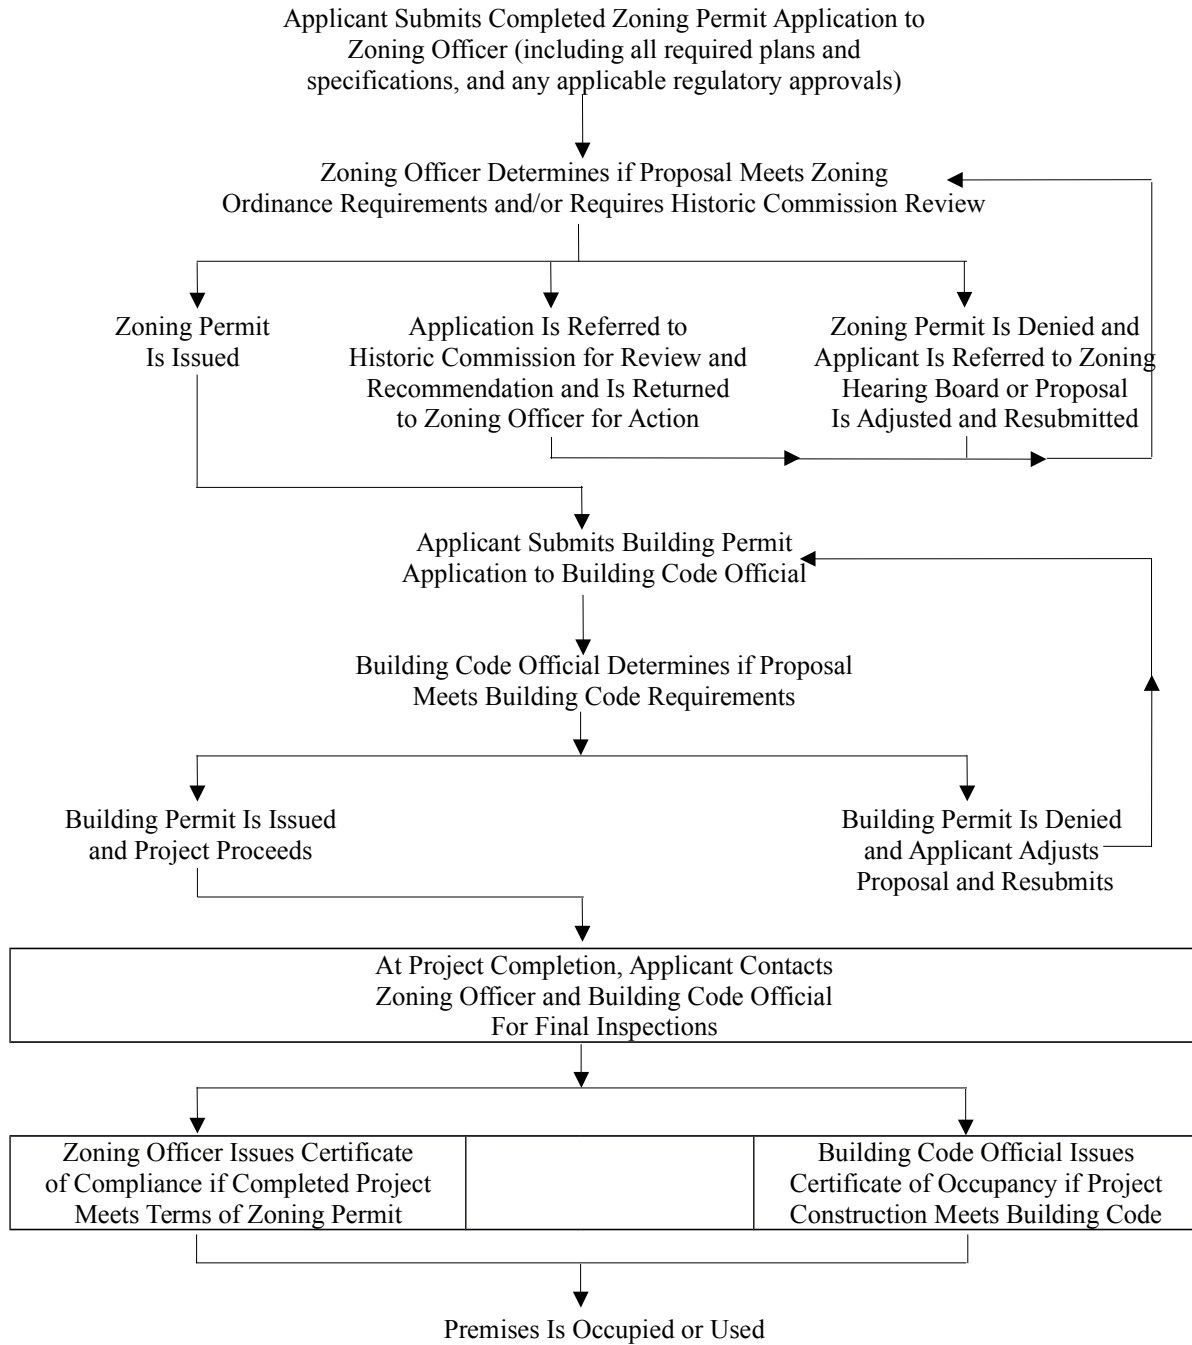 Applicant Submits Completed Zoning Permit Application to
Zoning Officer (including all required plans and
specifications, and any applicable regulatory approvals)
Zoning Officer Determines if Proposal Meets Zoning
Ordinance Requirements and/or Requires Historic Commission Review
Zoning Permit
Is Issued
Application Is Referred to
Historic Commission for Review and
Recommendation and Is Returned
to Zoning Officer for Action
Zoning Permit Is Denied and
Applicant Is Referred to Zoning
Hearing Board or Proposal
Is Adjusted and Resubmitted
Applicant Submits Building Permit
Application to Building Code Official
Building Code Official Determines if Proposal
Meets Building Code Requirements
Building Permit Is Issued
and Project Proceeds
Building Permit Is Denied
and Applicant Adjusts
Proposal and Resubmits
At Project Completion, Applicant Contacts
Zoning Officer and Building Code Official
For Final Inspections
Zoning Officer Issues Certificate
of Compliance if Completed Project
Meets Terms of Zoning Permit
Building Code Official Issues
Certificate of Occupancy if Project
Construction Meets Building Code
Premises Is Occupied or Used